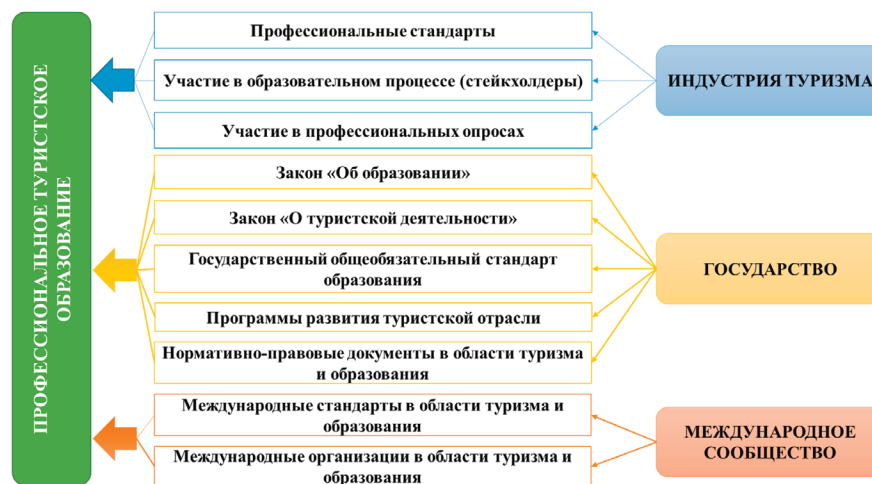 ПРОФЕССИОНАЛЬНОЕ ТУРИСТСКОЕ
ОБРАЗОВАНИЕ
Профессиональные стандарты
Участие в образовательном процессе (стейкхолдеры)
Участие в профессиональных опросах
ИНДУСТРИЯ ТУРИЗМА
Закон «Об образовании»
Закон «О туристской деятельности»
Государственный общеобязательный стандарт
образования
Программы развития туристской отрасли
Нормативно-правовые документы в области туризма
и образования
ГОСУДАРСТВО
Международные стандарты в области туризма и
образования
Международные организации в области туризма и
образования
МЕЖДУНАРОДНОЕ
СООБЩЕСТВО